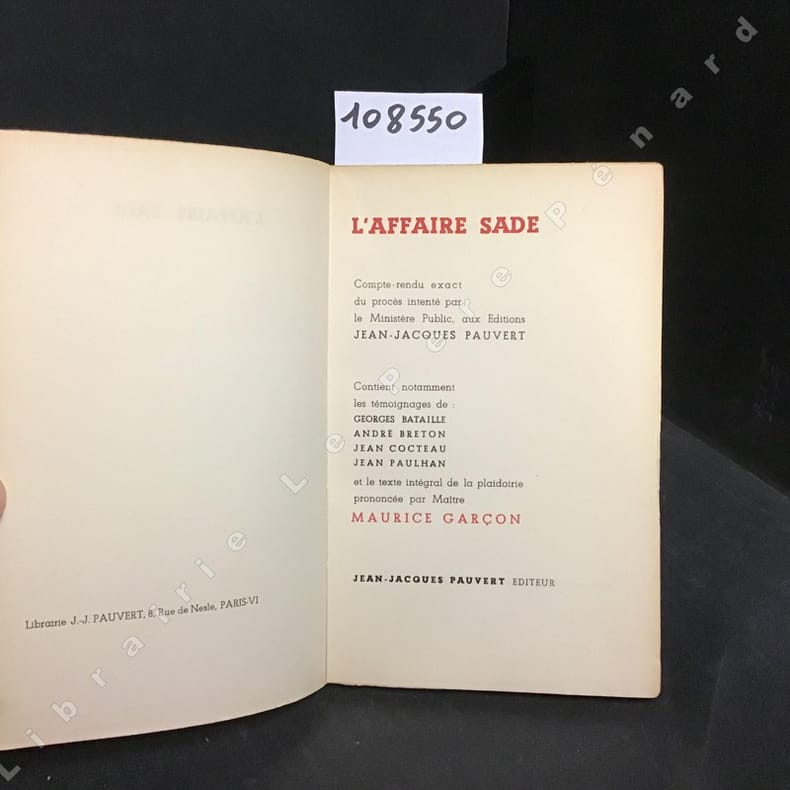 108550
L'AFFAIRE SADE
Compte-rendu exact
du procès intenté par
le Ministère Public, aux Editions
JEAN-JACQUES PAUVERT
Contient notamment
les témoignages de :
GEORGES BATAILLE
ANDRÉ BRETON
JEAN COCTEAU
JEAN PAULHAN
et le texte intégral de la plaidoirie
prononcée par Maître
MAURICE GARÇON
JEAN-JACQUES PAUVERT EDITEUR
Librairie J.-J. PAUVERT, 8, Rue de Nesle, PARIS-VI
L'AFFAIRE SADE
Librairie Le Père Pénard